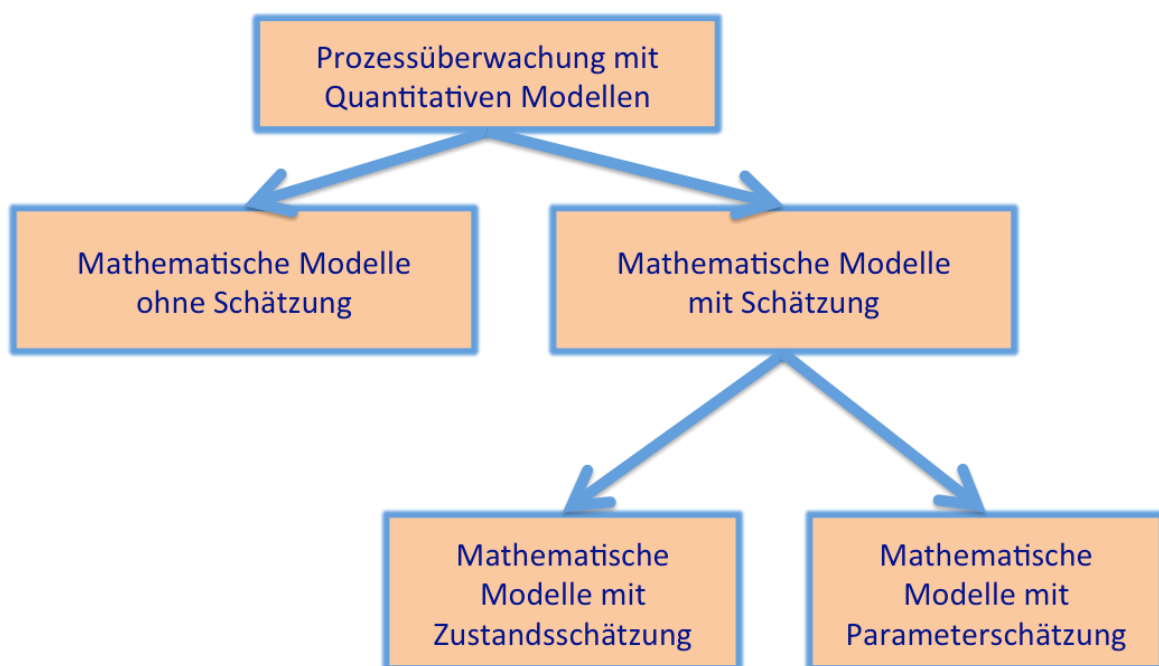 Prozessüberwachung mit
Quantitativen Modellen
Mathematische Modelle
ohne Schätzung
Mathematische Modelle
mit Schätzung
Mathematische
Modelle mit
Zustandsschätzung
Mathematische
Modelle mit
Parameterschätzung